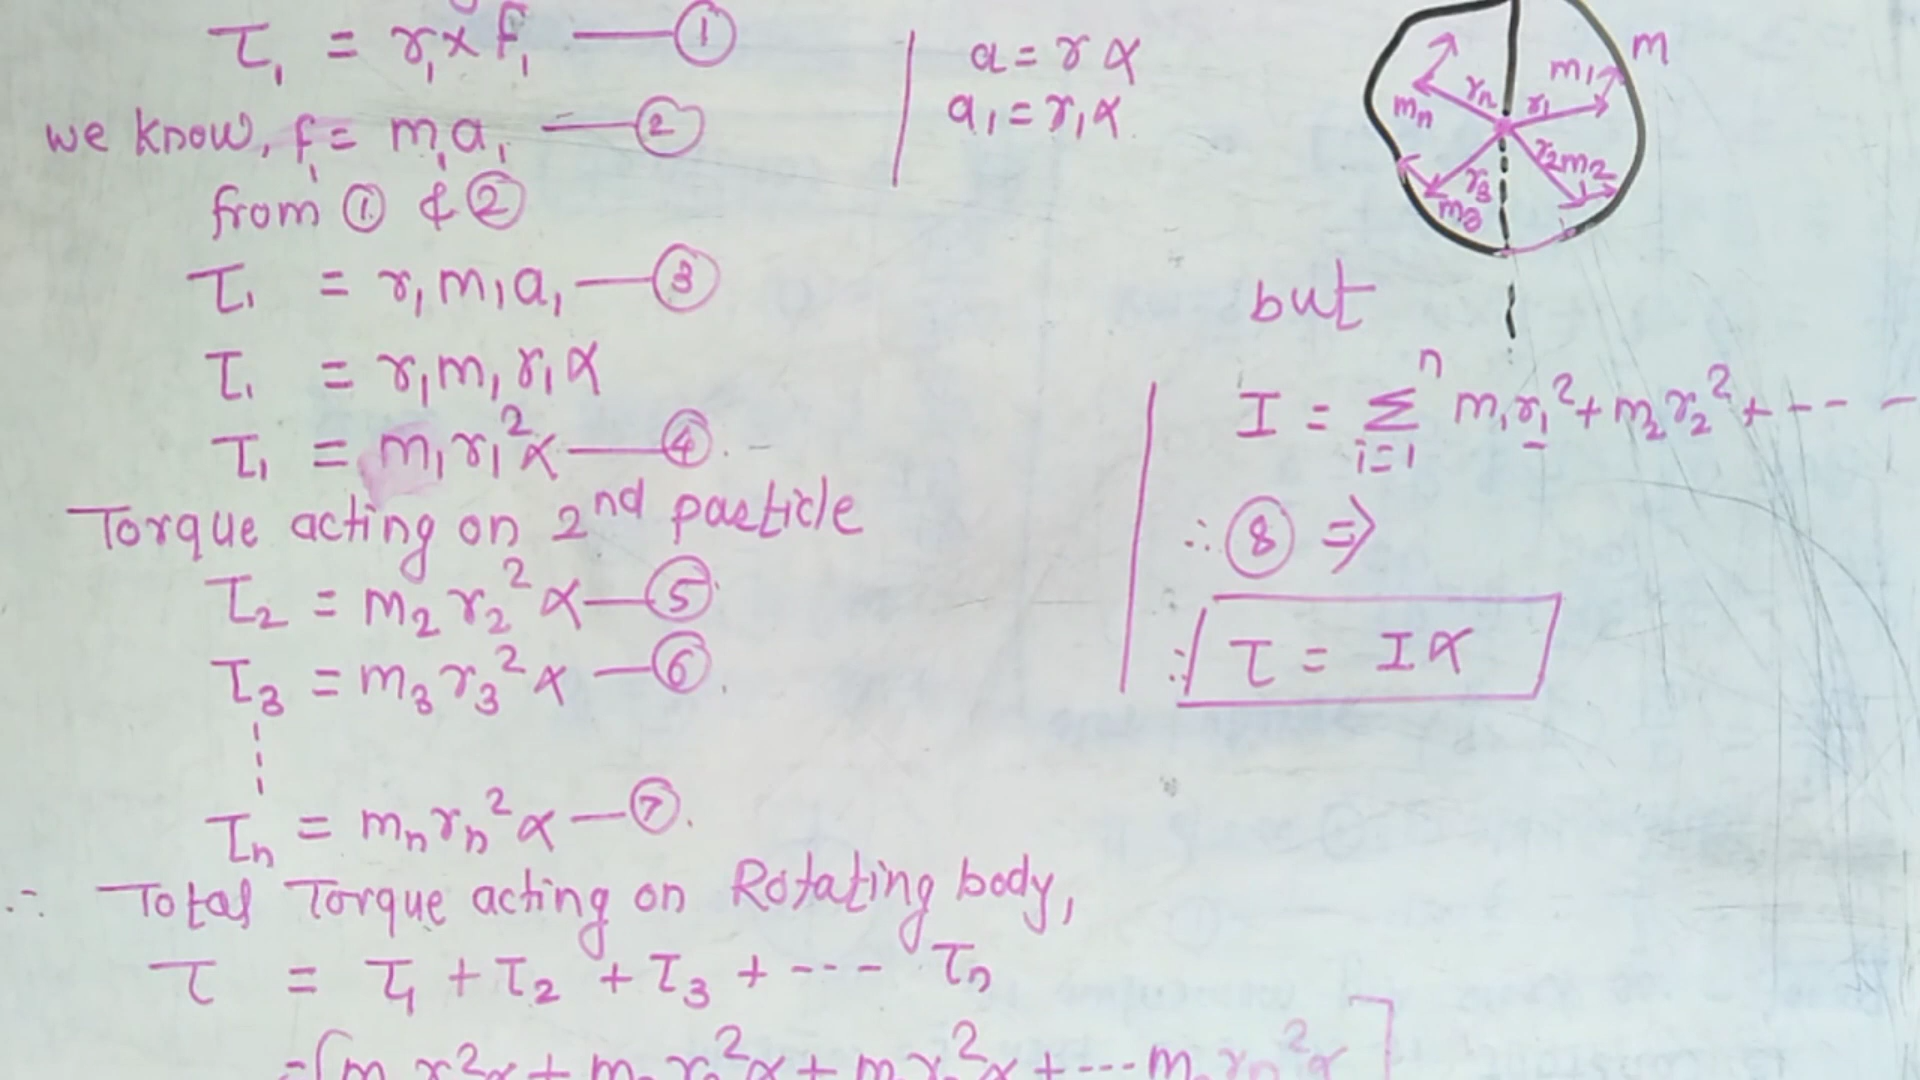 τ₁ = r₁ × f₁ — ①
we know, f₁ = m₁a₁ — ②
from ① & ②
τ₁ = r₁m₁a₁ — ③
τ₁ = r₁m₁r₁α
τ₁ = m₁r₁²α — ④.
Torque acting on 2nd particle
τ₂ = m₂r₂²α — ⑤
τ₃ = m₃r₃²α — ⑥.
τₙ = mₙrₙ²α — ⑦.
∴ Total Torque acting on Rotating body,
τ = τ₁ + τ₂ + τ₃ + --- τₙ
a = rα
a₁ = r₁α
m
m₁
r₁
rₙ
mₙ
r₂m₂
r₃
m₃
but
I = Σⁿᵢ₌₁ m₁r₁² + m₂r₂² + ---
∴ ⑧ ⇒
∴ τ = Iα